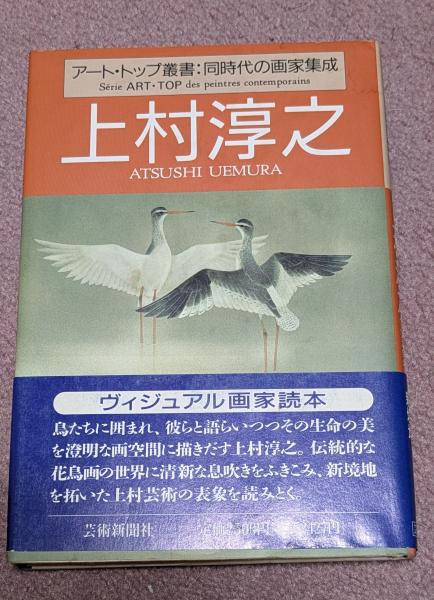 アート・トップ叢書：同時代の画家集成
Série ART・TOP des peintres contemporains
上村淳之
ATSUSHI UEMURA
ヴィジュアル画家読本
鳥たちに囲まれ、彼らと語らいつつその生命の美
を澄明な画空間に描きだす上村淳之。伝統的な
花鳥画の世界に清新な息吹きをふきこみ、新境地
を拓いた上村芸術の表象を読みとく。
芸術新聞社